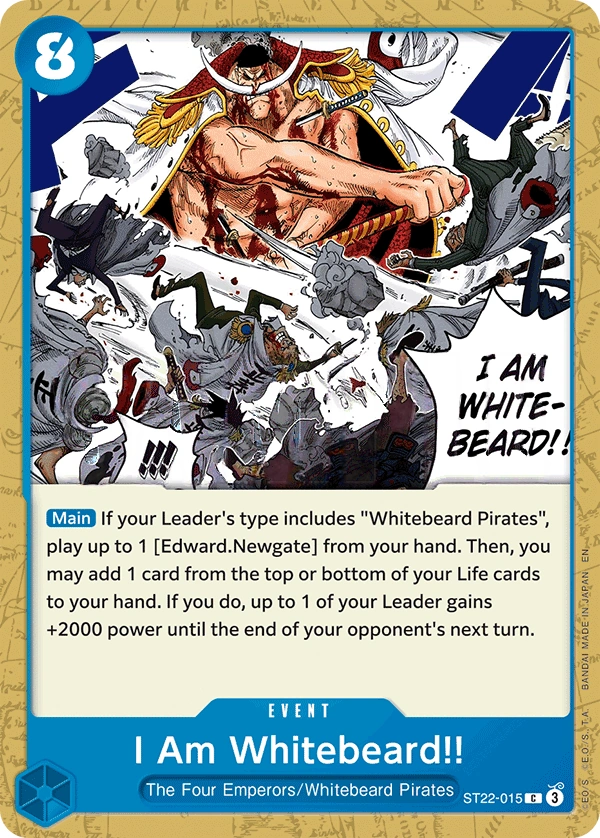 8
I AM
WHITE-
BEARD!!
!!!
Main If your Leader's type includes "Whitebeard Pirates",
play up to 1 [Edward.Newgate] from your hand. Then, you
may add 1 card from the top or bottom of your Life cards
to your hand. If you do, up to 1 of your Leader gains
+2000 power until the end of your opponent's next turn.
EVENT
I Am Whitebeard!!
The Four Emperors/Whitebeard Pirates
ST22-015 C 3
©E.O.S. ©E.O./S.,T.A. BANDAI MADE IN JAPAN EN